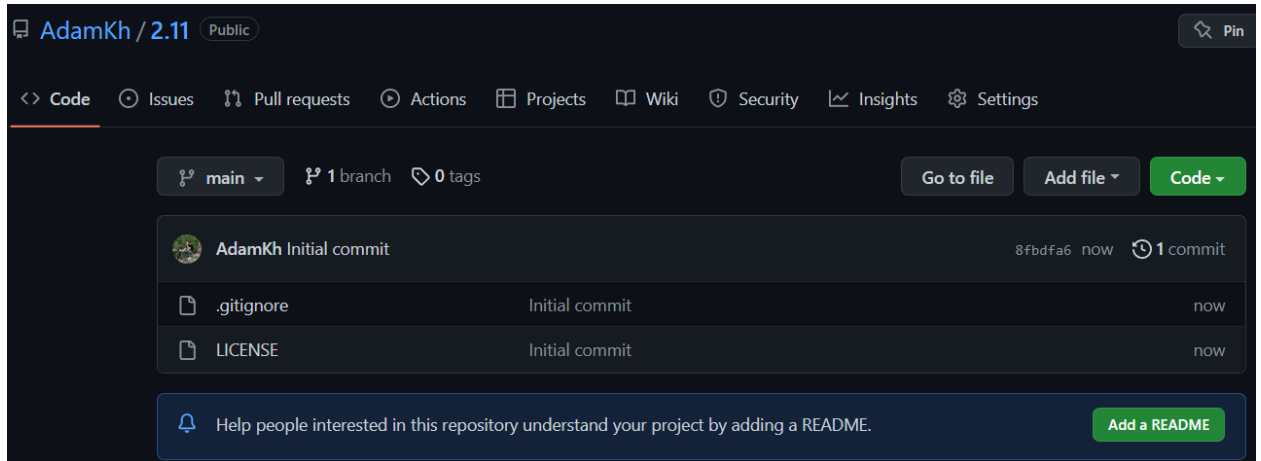 AdamKh / 2.11 Public Pin
Code Issues Pull requests Actions Projects Wiki Security Insights Settings
main 1 branch 0 tags Go to file Add file Code
AdamKh Initial commit 8fbdfa6 now 1 commit
.gitignore Initial commit now
LICENSE Initial commit now
Help people interested in this repository understand your project by adding a README. Add a README